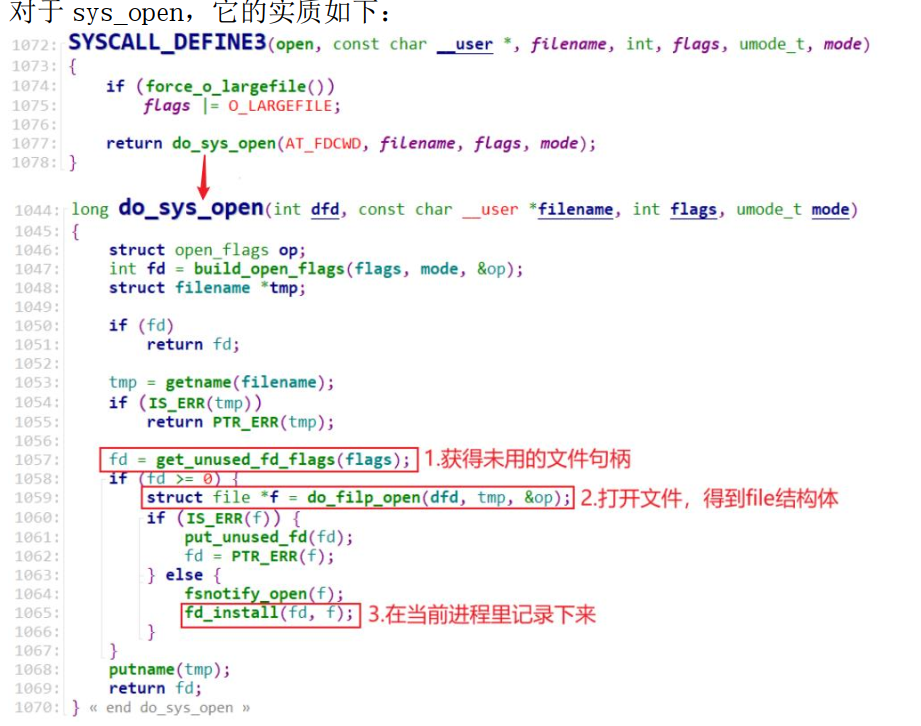 对于 sys_open，它的实质如下：
1072: SYSCALL_DEFINE3(open, const char __user *, filename, int, flags, umode_t, mode)
1073: {
1074: if (force_o_largefile())
1075: flags |= O_LARGEFILE;
1076:
1077: return do_sys_open(AT_FDCWD, filename, flags, mode);
1078: }
1044: long do_sys_open(int dfd, const char __user *filename, int flags, umode_t mode)
1045: {
1046: struct open_flags op;
1047: int fd = build_open_flags(flags, mode, &op);
1048: struct filename *tmp;
1049:
1050: if (fd)
1051: return fd;
1052:
1053: tmp = getname(filename);
1054: if (IS_ERR(tmp))
1055: return PTR_ERR(tmp);
1056:
1057: fd = get_unused_fd_flags(flags); 1.获得未用的文件句柄
1058: if (fd >= 0) {
1059: struct file *f = do_filp_open(dfd, tmp, &op); 2.打开文件，得到file结构体
1060: if (IS_ERR(f)) {
1061: put_unused_fd(fd);
1062: fd = PTR_ERR(f);
1063: } else {
1064: fsnotify_open(f);
1065: fd_install(fd, f); 3.在当前进程里记录下来
1066: }
1067: }
1068: putname(tmp);
1069: return fd;
1070: } « end do_sys_open »